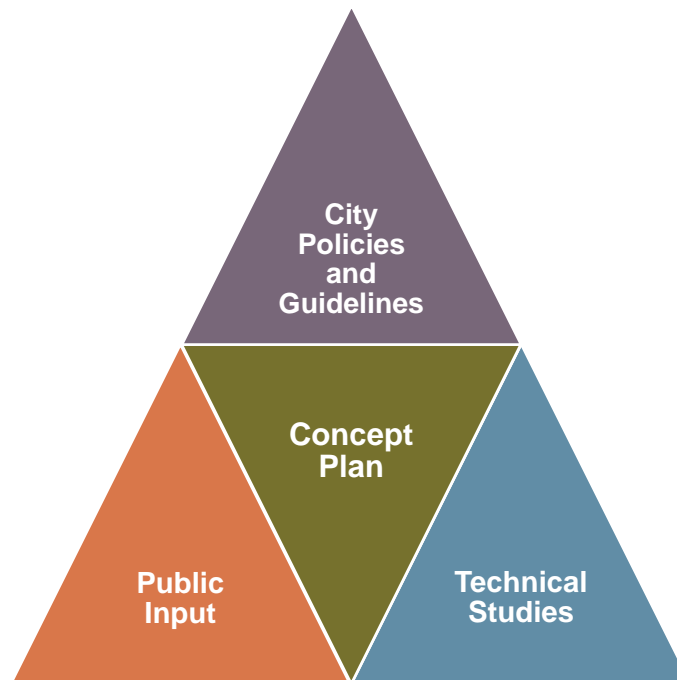 City
Policies
and
Guidelines
Concept
Plan
Public
Input
Technical
Studies